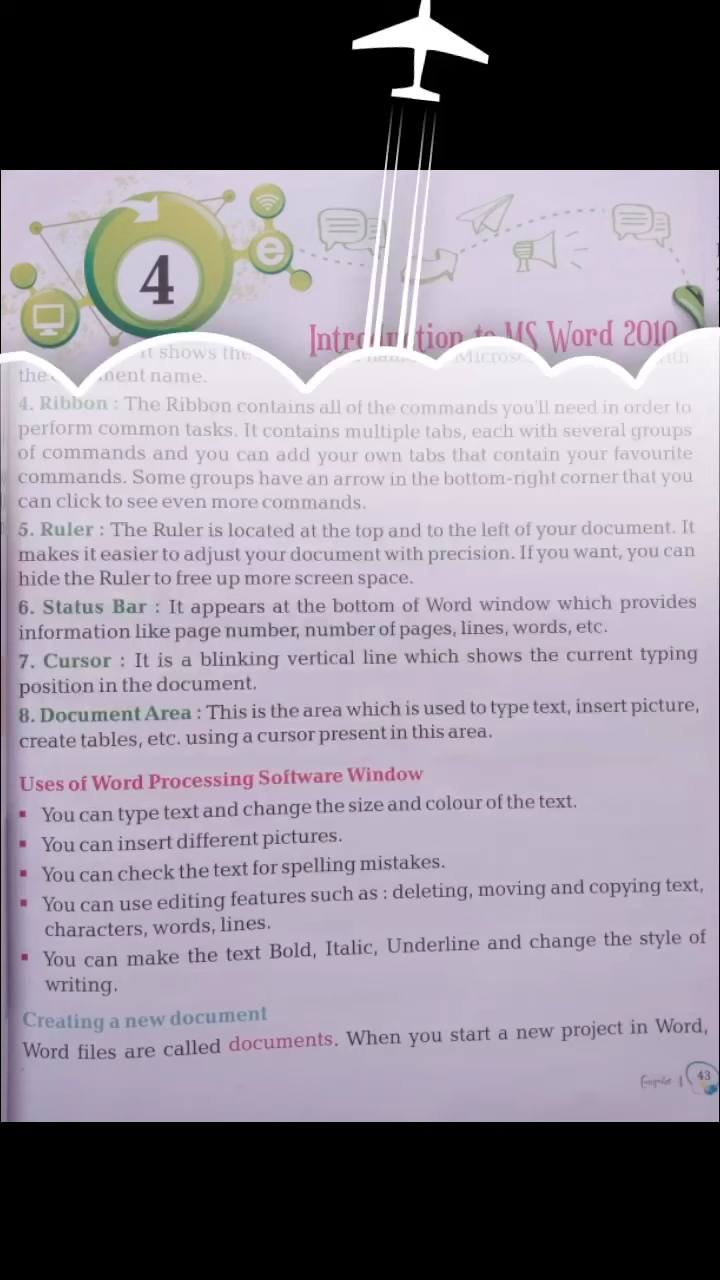 4
Introduction to MS Word 2010
it shows the
Microso
ith
the ment name.
4. Ribbon : The Ribbon contains all of the commands you'll need in order to
perform common tasks. It contains multiple tabs, each with several groups
of commands and you can add your own tabs that contain your favourite
commands. Some groups have an arrow in the bottom-right corner that you
can click to see even more commands.
5. Ruler : The Ruler is located at the top and to the left of your document. It
makes it easier to adjust your document with precision. If you want, you can
hide the Ruler to free up more screen space.
6. Status Bar : It appears at the bottom of Word window which provides
information like page number, number of pages, lines, words, etc.
7. Cursor : It is a blinking vertical line which shows the current typing
position in the document.
8. Document Area : This is the area which is used to type text, insert picture,
create tables, etc. using a cursor present in this area.
Uses of Word Processing Software Window
▪ You can type text and change the size and colour of the text.
▪ You can insert different pictures.
▪ You can check the text for spelling mistakes.
▪ You can use editing features such as : deleting, moving and copying text,
characters, words, lines.
▪ You can make the text Bold, Italic, Underline and change the style of
writing.
Creating a new document
Word files are called documents. When you start a new project in Word,
43